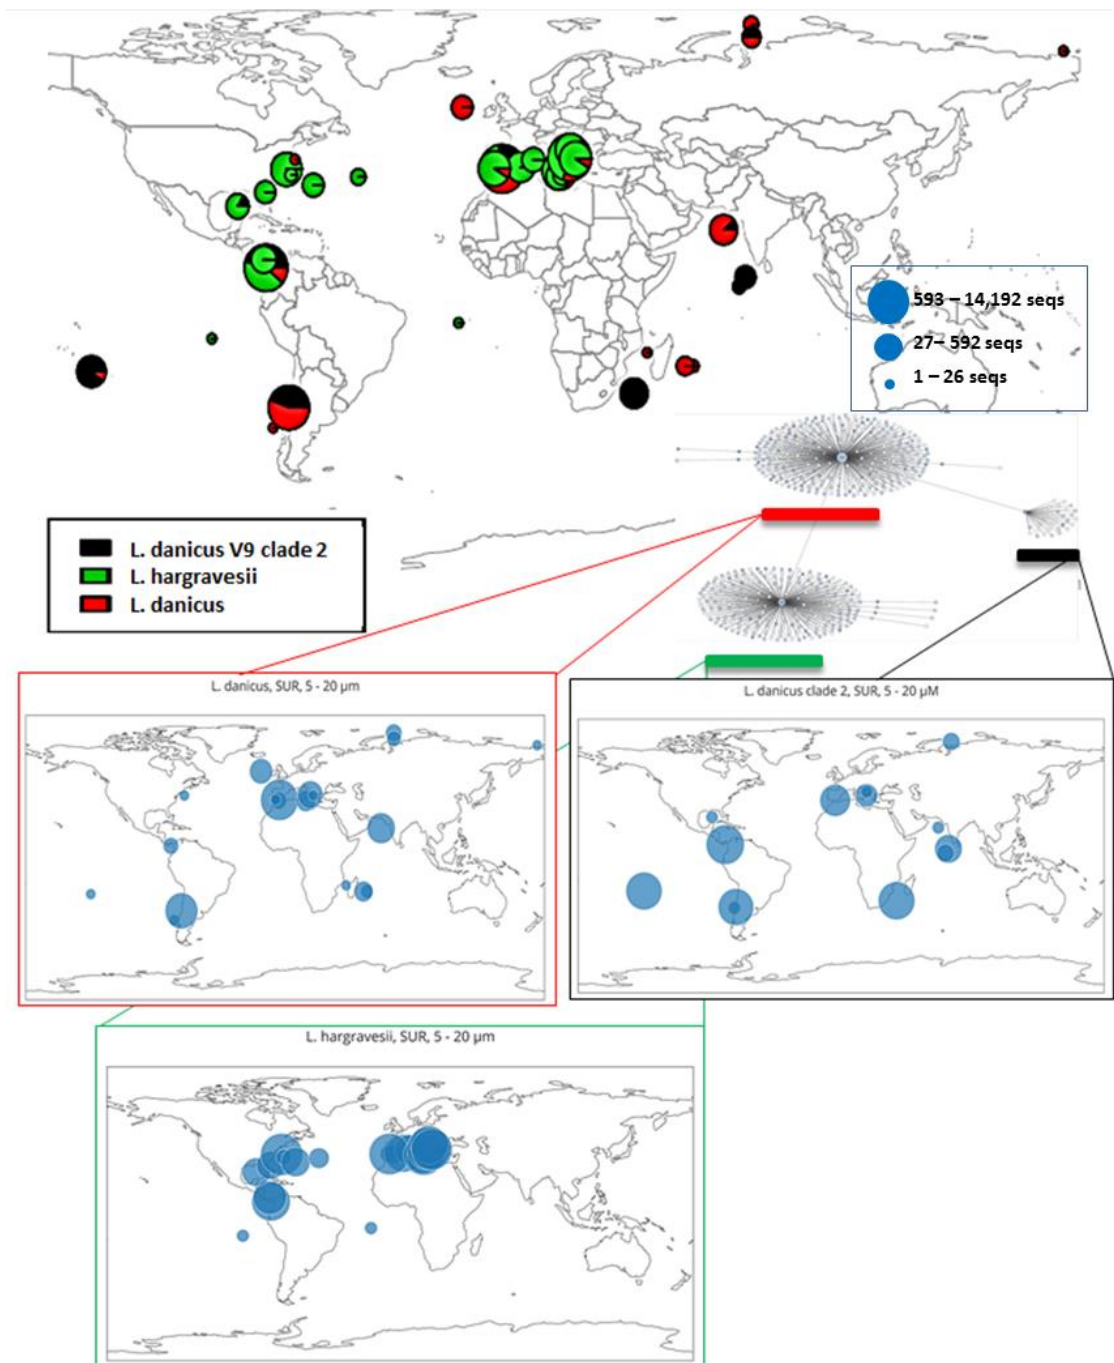 593 – 14,192 seqs
27– 592 seqs
1 – 26 seqs
L. danicus V9 clade 2
L. hargravesii
L. danicus
L. danicus, SUR, 5 - 20 µm
L. danicus clade 2, SUR, 5 - 20 µM
L. hargravesii, SUR, 5 - 20 µm